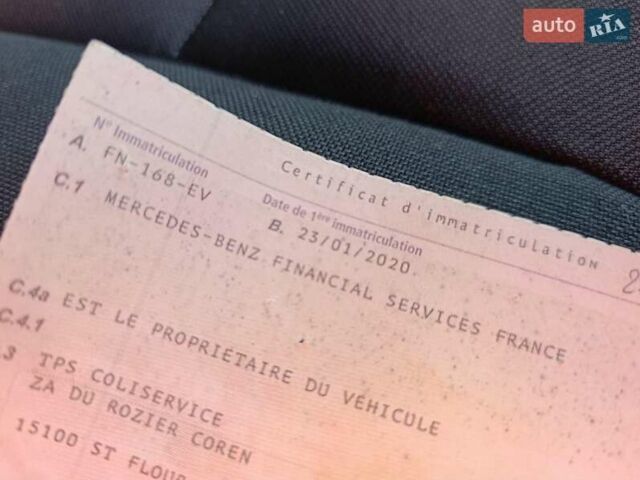 auto RIA.com
Certificat d'immatriculation
N° Immatriculation
A. FN-168-EV
Date de 1ère immatriculation
B. 23/01/2020
C.1 MERCEDES-BENZ FINANCIAL SERVICES FRANCE
C.4a EST LE PROPRIETAIRE DU VÉHICULE
C.4.1
.3 TPS COLISERVICE
ZA DU ROZIER COREN
15100 ST FLOUR